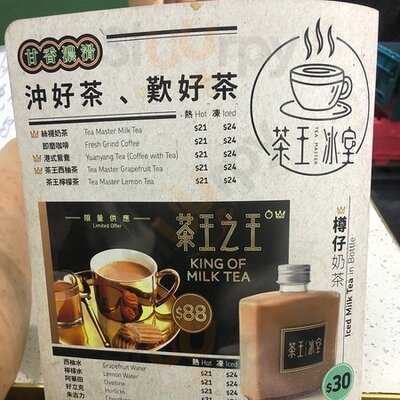 甘香濃滑
沖好茶、歎好茶
熱 Hot 凍 Iced
絲襪奶茶 Tea Master Milk Tea $21 $24
即磨咖啡 Fresh Grind Coffee $21 $24
港式鴛鴦 Yuanyang Tea (Coffee with Tea) $21 $24
茶王西柚茶 Tea Master Grapefruit Tea $21 $24
茶王檸檬茶 Tea Master Lemon Tea $21 $24
茶王冰室
TEA MASTER
限量供應
Limited Offer
茶王之王
KING OF
MILK TEA
$88
樽仔奶茶
Iced Milk Tea in Bottle
茶王冰室
$30
熱 Hot 凍 Iced
西柚水 Grapefruit Water $21 $24
檸檬水 Lemon Water $21 $24
阿華田 Ovaltine $21 $24
好立克 Horlicks $21 $24
朱古力